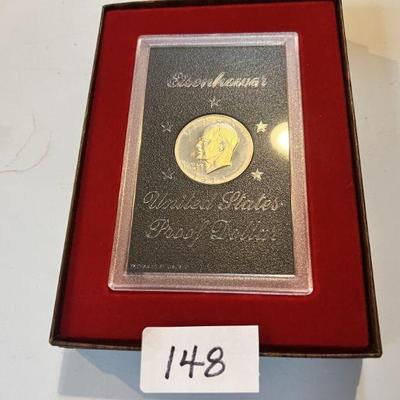 Eisenhower
United States
Proof Dollar
148